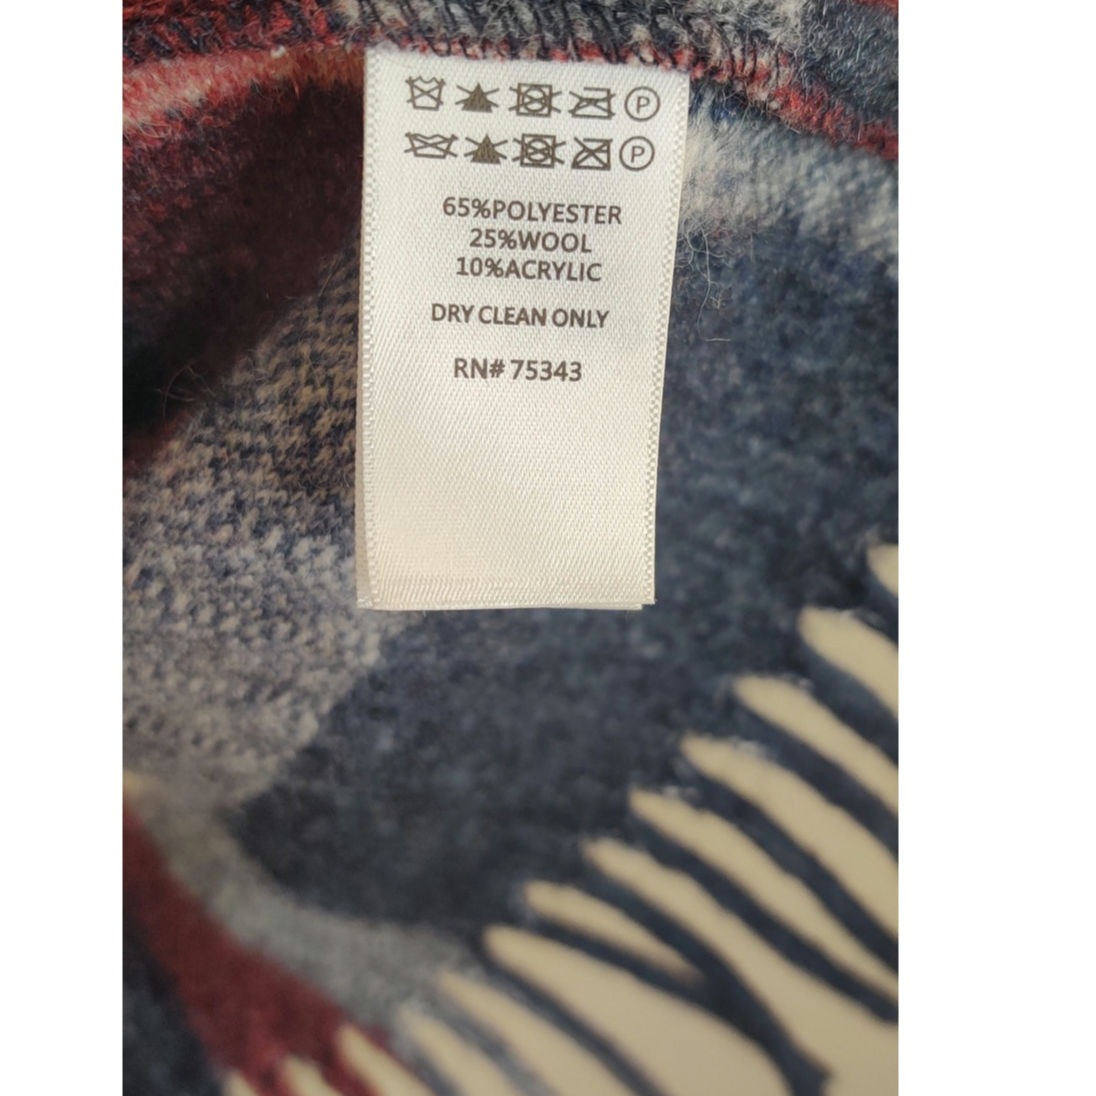 P
P
65%POLYESTER
25%WOOL
10%ACRYLIC
DRY CLEAN ONLY
RN# 75343